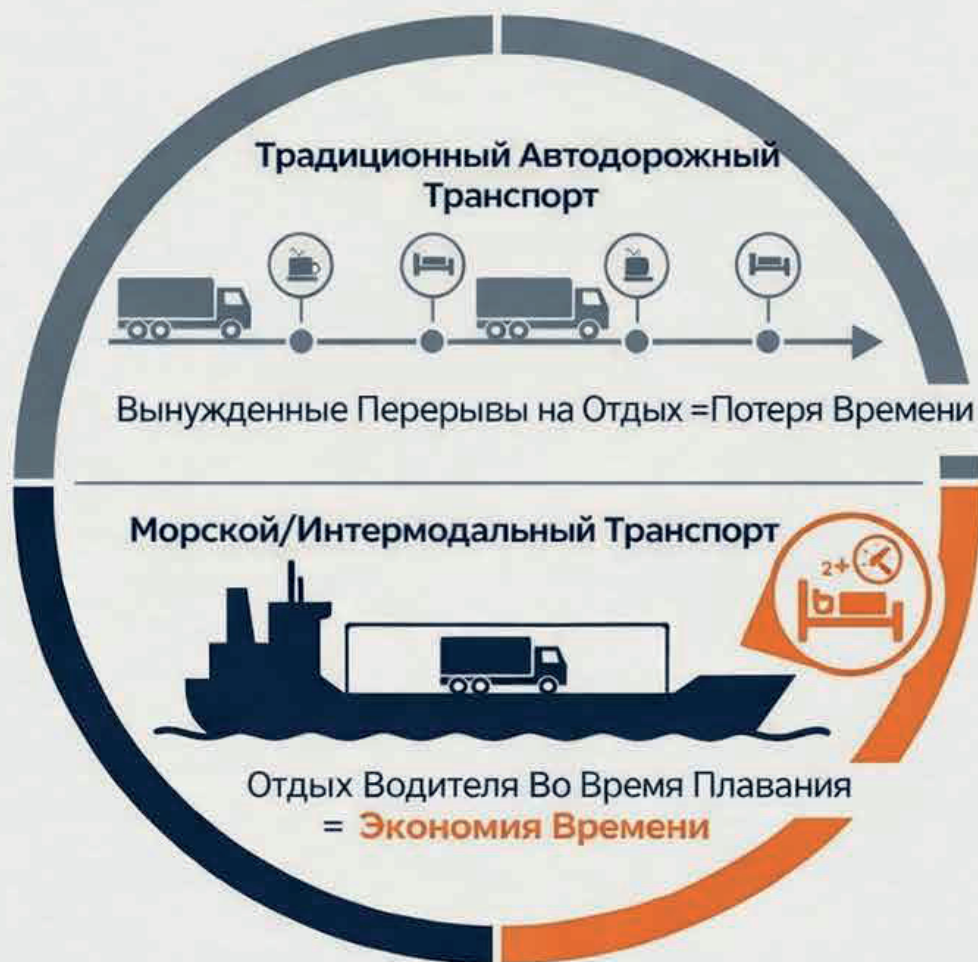 Традиционный Автодорожный
Транспорт
Вынужденные Перерывы на Отдых =Потеря Времени
Морской/Интермодальный Транспорт
2+
Отдых Водителя Во Время Плавания
= Экономия Времени